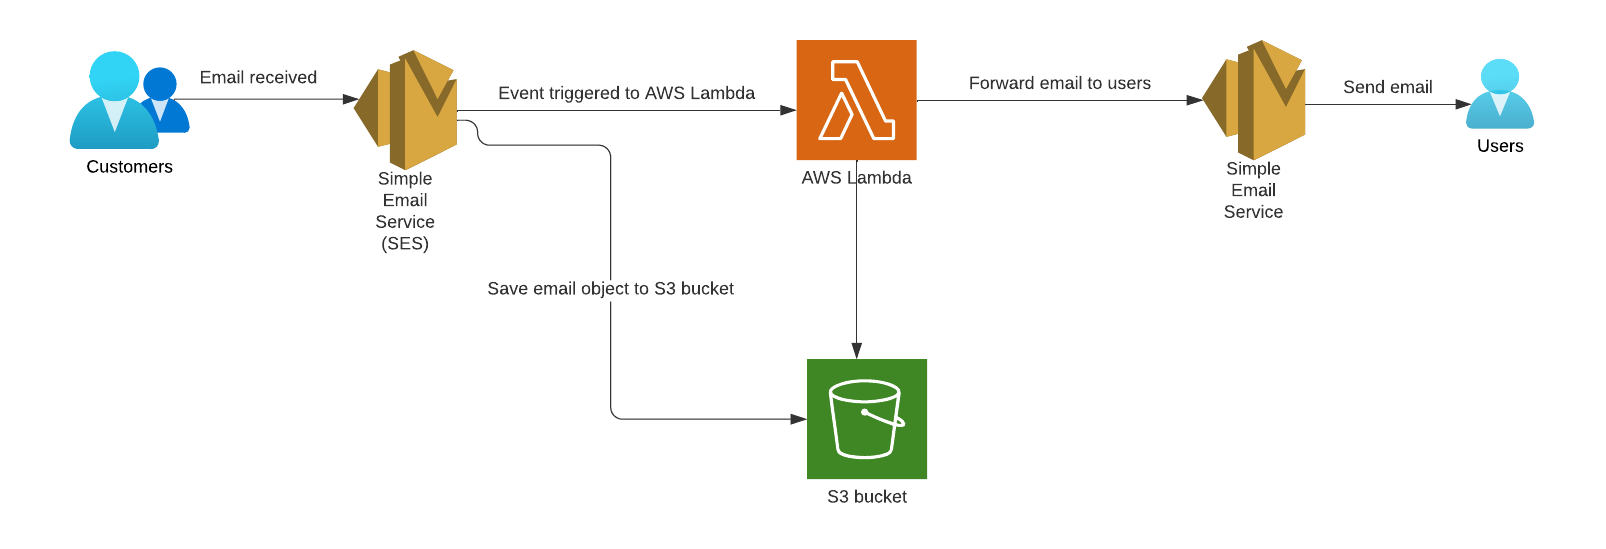 Email received
Event triggered to AWS Lambda
Forward email to users
Send email
Customers
Simple
Email
Service
(SES)
AWS Lambda
Simple
Email
Service
Users
Save email object to S3 bucket
S3 bucket